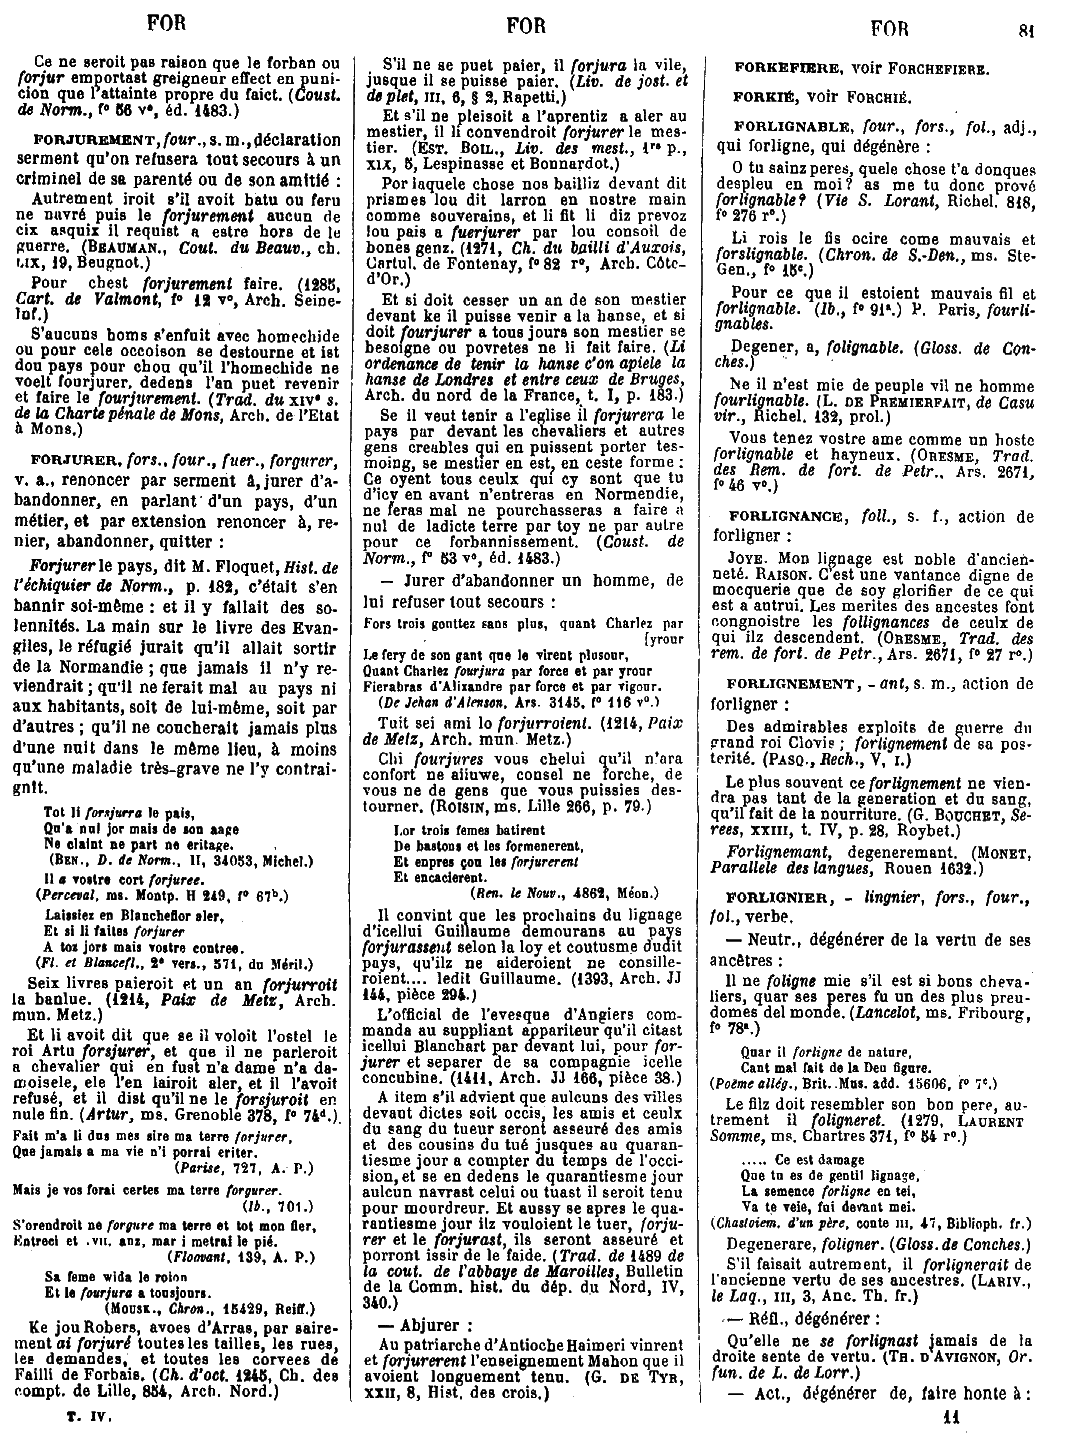 FOR
FOR
FOR
81
Ce ne seroit pas raison que le forban ou
forjur emportast greigneur effect en puni-
cion que l'attainte propre du faict. (Coust.
de Norm., f° 56 v°, éd. 1483.)
FORJUREMENT, four., s. m., déclaration
serment qu'on refusera tout secours à un
criminel de sa parenté ou de son amitié :
Autrement iroit s'il avoit batu ou feru
ne navré puis le forjurement aucun de
cix asquix il requist a estre hors de le
guerre. (BEAUMAN., Cout. du Beauv., ch.
LIX, 19, Beugnot.)
Pour chest forjurement faire. (1285,
Cart. de Valmont, f° 12 v°, Arch. Seine-
Inf.)
S'aucuns homs s'enfuit avec homechide
ou pour cele occoison se destourne et ist
dou pays pour chou qu'il l'homechide ne
voelt fourjurer, dedens l'an puet revenir
et faire le fourjurement. (Trad. du XIV° s.
de la Charte pénale de Mons, Arch. de l'Etat
à Mons.)
FORJURER, fors., four., fuer., forgurer,
v. a., renoncer par serment à, jurer d'a-
bandonner, en parlant d'un pays, d'un
métier, et par extension renoncer à, re-
nier, abandonner, quitter :
Forjurer le pays, dit M. Floquet, Hist. de
l'échiquier de Norm., p. 182, c'était s'en
bannir soi-même : et il y fallait des so-
lennités. La main sur le livre des Evan-
giles, le réfugié jurait qu'il allait sortir
de la Normandie ; que jamais il n'y re-
viendrait ; qu'il ne ferait mal au pays ni
aux habitants, soit de lui-même, soit par
d'autres ; qu'il ne coucherait jamais plus
d'une nuit dans le même lieu, à moins
qu'une maladie très-grave ne l'y contrai-
gnît.
Tot li forsjurra le pais,
Qu'a nul jor mais de son aage
Ne claint ne part ne eritage.
(BEN., D. de Norm., II, 34053, Michel.)
Il a vostre cort forjuree.
(Perceval, ms. Montp. H 249, f° 67b.)
Laissiez en Blancheflor aler,
Et si li faites forjurer
A toz jors mais vostre contree.
(Fl. et Blancefl., 2° vers., 571, du Méril.)
Seix livres paieroit et un an forjurroit
la banlue. (1214, Paix de Metz, Arch.
mun. Metz.)
Et li avoit dit que se il voloit l'ostel le
roi Artu forsjurer, et que il ne parleroit
a chevalier qui en fust n'a dame n'a da-
moisele, ele l'en lairoit aler, et il l'avoit
refusé, et il dist qu'il ne le forsjuroit en
nule fin. (Artur, ms. Grenoble 378, f° 74d.)
Fait m'a li dus mes sire ma terre forjurer,
Que jamais a ma vie n'i porrai eriter.
(Parise, 727, A. P.)
Mais je vos forai certes ma terre forgurer.
(Ib., 701.)
S'orendroit ne forgure ma terre et tot mon fier,
Entreci et .VII. anz, mar i metrai le pié.
(Floovant, 139, A. P.)
Sa feme wida le roion
Et le fourjura a tousjours.
(MOUSK., Chron., 15429, Reiff.)
Ke jou Robers, avoes d'Arras, par saire-
ment ai forjuré toutes les tailles, les rues,
les demandes, et toutes les corvees de
Failli de Forbais. (Ch. d'oct. 1245, Ch. des
compt. de Lille, 854, Arch. Nord.)
T. IV.
S'il ne se puet paier, il forjura la vile,
jusque il se puisse paier. (Liv. de jost. et
de plet, III, 6, § 2, Rapetti.)
Et s'il ne pleisoit a l'aprentiz a aler au
mestier, il li convendroit forjurer le mes-
tier. (EST. BOIL., Liv. des mest., 1re p.,
XIX, 5, Lespinasse et Bonnardot.)
Por laquele chose nos bailliz devant dit
prismes lou dit larron en nostre main
comme souverains, et li fit li diz prevoz
lou pais a fuerjurer par lou consoil de
bones genz. (1271, Ch. du bailli d'Auxois,
Cartul. de Fontenay, f° 82 r°, Arch. Côte-
d'Or.)
Et si doit cesser un an de son mestier
devant ke il puisse venir a la hanse, et si
doit fourjurer a tous jours son mestier se
besoigne ou povretes ne li fait faire. (Li
ordenance de tenir la hanse c'on apiele la
hanse de Londres et entre ceux de Bruges,
Arch. du nord de la France, t. I, p. 183.)
Se il veut tenir a l'eglise il forjurera le
pays par devant les chevaliers et autres
gens creables qui en puissent porter tes-
moing, se mestier en est, en ceste forme :
Ce oyent tous ceulx qui cy sont que tu
d'icy en avant n'entreras en Normendie,
ne feras mal ne pourchasseras a faire a
nul de ladicte terre par toy ne par autre
pour ce forbannissement. (Coust. de
Norm., f° 53 v°, éd. 1483.)
— Jurer d'abandonner un homme, de
lui refuser tout secours :
Fors trois gouttez sans plus, quant Charlez par
[yrour
Le fery de son gant que le virent plusour,
Quant Charlez fourjura par force et par yrour
Fierabras d'Alixandre par force et par vigour.
(De Jehan d'Alenson, Ars. 3145, f° 116 v°.)
Tuit sei ami lo forjurroient. (1214, Paix
de Metz, Arch. mun. Metz.)
Chi fourjures vous chelui qu'il n'ara
confort ne aiiuwe, consel ne forche, de
vous ne de gens que vous puissies des-
tourner. (ROISIN, ms. Lille 266, p. 79.)
Lor trois femes batirent
De bastons et les formenerent,
Et enpres çou les forjurerent
Et encacierent.
(Ren. le Nouv., 4862, Méon.)
Il convint que les prochains du lignage
d'icellui Guillaume demourans au pays
forjurassent selon la loy et coutusme dudit
pays, qu'ilz ne aideroient ne consille-
roient.... ledit Guillaume. (1393, Arch. JJ
144, pièce 294.)
L'official de l'evesque d'Angiers com-
manda au suppliant appariteur qu'il citast
icellui Blanchart par devant lui, pour for-
jurer et separer de sa compagnie icelle
concubine. (1411, Arch. JJ 166, pièce 38.)
A item s'il advient que aulcuns des villes
devant dictes soit occis, les amis et ceulx
du sang du tueur seront asseuré des amis
et des cousins du tué jusques au quaran-
tiesme jour a compter du temps de l'occi-
sion, et se en dedens le quarantiesme jour
aulcun navrast celui ou tuast il seroit tenu
pour mourdreur. Et aussy se apres le qua-
rantiesme jour ilz vouloient le tuer, forju-
rer et le forjurast, ils seront asseuré et
porront issir de le faide. (Trad. de 1489 de
la cout. de l'abbaye de Maroilles, Bulletin
de la Comm. hist. du dép. du Nord, IV,
340.)
— Abjurer :
Au patriarche d'Antioche Haimeri vinrent
et forjurerent l'enseignement Mahon que il
avoient longuement tenu. (G. DE TYR,
XXII, 8, Hist. des crois.)
FORKEFIERE, voir FORCHEFIERE.
FORKIÉ, voir FORCHIÉ.
FORLIGNABLE, four., fors., fol., adj.,
qui forligne, qui dégénère :
O tu sainz peres, quele chose t'a donques
despleu en moi? as me tu donc prové
forlignable? (Vie S. Lorant, Richel. 818,
f° 276 r°.)
Li rois le fis ocire come mauvais et
forslignable. (Chron. de S.-Den., ms. Ste-
Gen., f° 15c.)
Pour ce que il estoient mauvais fil et
forlignable. (Ib., f° 91a.) P. Paris, fourli-
gnables.
Degener, a, folignable. (Gloss. de Con-
ches.)
Ne il n'est mie de peuple vil ne homme
fourlignable. (L. DE PREMIERFAIT, de Casu
vir., Richel. 132, prol.)
Vous tenez vostre ame comme un hoste
forlignable et hayneux. (ORESME, Trad.
des Rem. de fort. de Petr., Ars. 2671,
f° 46 v°.)
FORLIGNANCE, foll., s. f., action de
forligner :
JOYE. Mon lignage est noble d'ancien-
neté. RAISON. C'est une vantance digne de
mocquerie que de soy glorifier de ce qui
est a autrui. Les merites des ancestes font
congnoistre les follignances de ceulx de
qui ilz descendent. (ORESME, Trad. des
rem. de fort. de Petr., Ars. 2671, f° 27 r°.)
FORLIGNEMENT, - ant, s. m., action de
forligner :
Des admirables exploits de guerre du
grand roi Clovis ; forlignement de sa pos-
terité. (PASQ., Rech., V, I.)
Le plus souvent ce forlignement ne vien-
dra pas tant de la generation et du sang,
qu'il fait de la nourriture. (G. BOUCHET, Se-
rees, XXIII, t. IV, p. 28, Roybet.)
Forlignemant, degeneremant. (MONET,
Parallele des langues, Rouen 1632.)
FORLIGNIER, - lingnier, fors., four.,
fol., verbe.
— Neutr., dégénérer de la vertu de ses
ancêtres :
Il ne foligne mie s'il est si bons cheva-
liers, quar ses peres fu un des plus preu-
domes del monde. (Lancelot, ms. Fribourg,
f° 78a.)
Quar il forligne de nature,
Cant mal fait de la Deu figure.
(Poème allég., Brit. Mus. add. 15606, f° 7c.)
Le filz doit resembler son bon pere, au-
trement il foligneret. (1279, LAURENT
Somme, ms. Chartres 371, f° 54 r°.)
..... Ce est damage
Que tu es de gentil lignage,
La semence forligne en tei,
Va te veie, fui devant mei.
(Chastoiem. d'un père, conte III, 47, Biblioph. fr.)
Degenerare, foligner. (Gloss. de Conches.)
S'il faisait autrement, il forlignerait de
l'ancienne vertu de ses ancestres. (LARIV.,
le Laq., III, 3, Anc. Th. fr.)
— Réfl., dégénérer :
Qu'elle ne se forlignast jamais de la
droite sente de vertu. (TH. D'AVIGNON, Or.
fun. de L. de Lorr.)
— Act., dégénérer de, faire honte à :
11